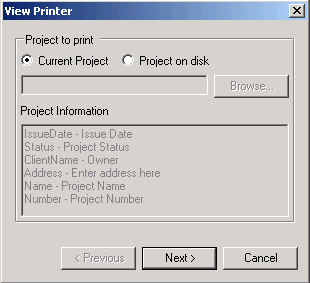 View Printer
Project to print
Current Project Project on disk
Browse...
Project Information
IssueDate - Issue Date
Status - Project Status
ClientName - Owner
Address - Enter address here
Name - Project Name
Number - Project Number
< Previous Next > Cancel